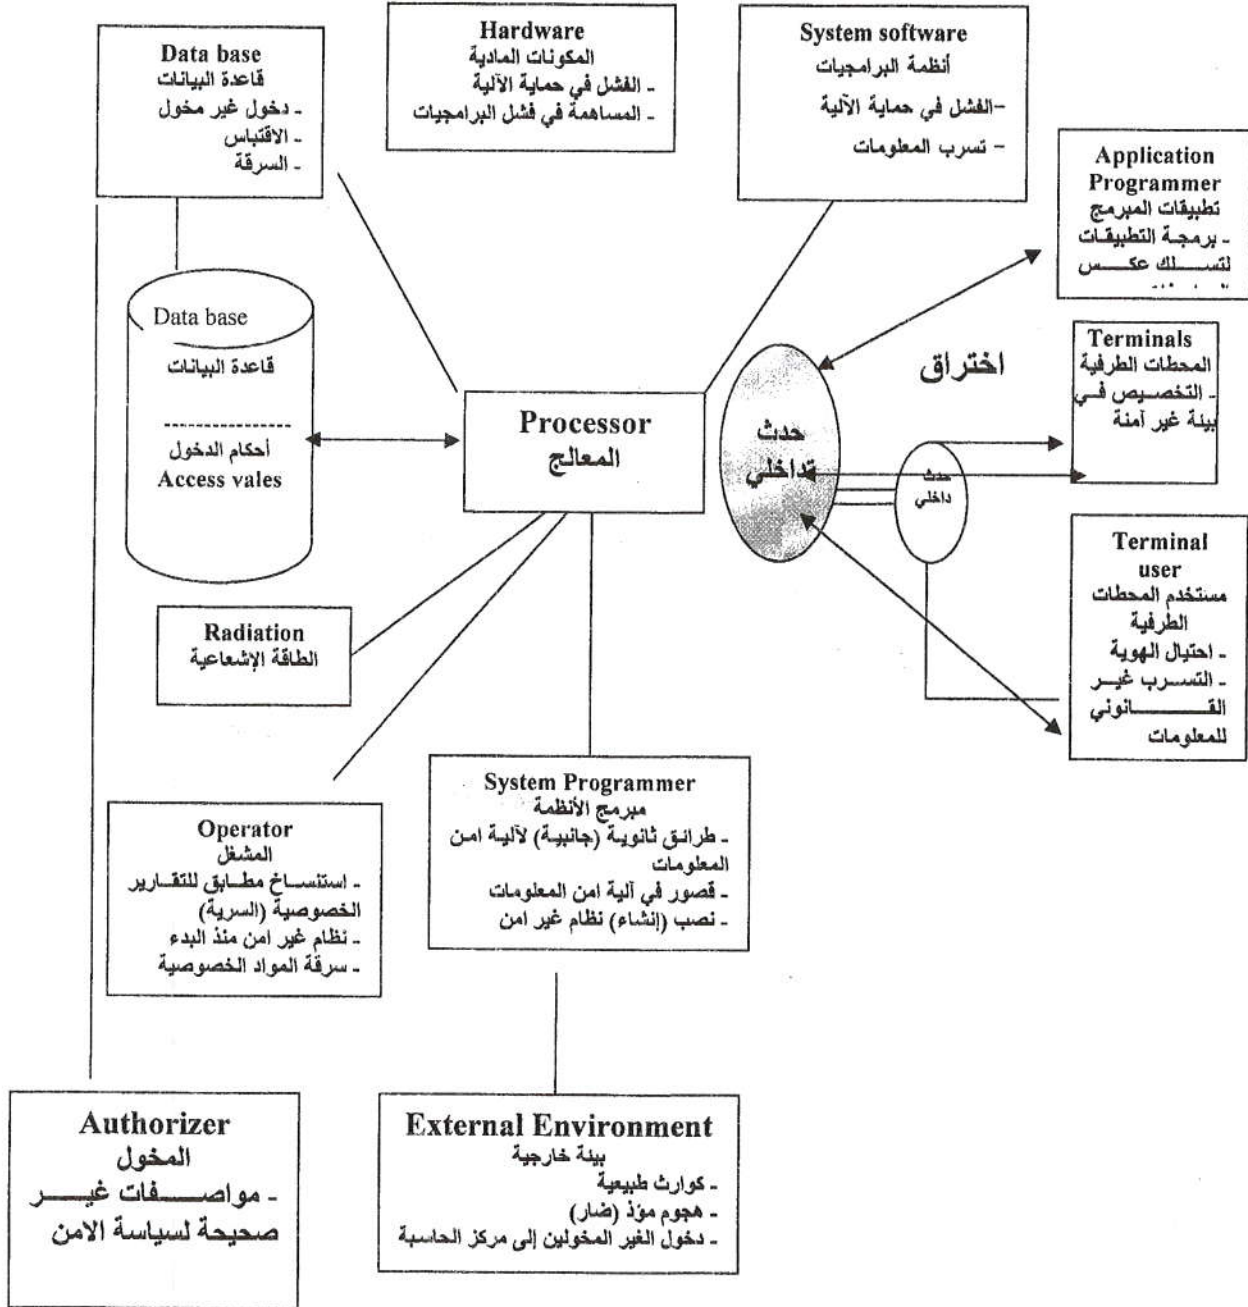 Data base
قاعدة البيانات
- دخول غير مخول
- الاقتباس
- السرقة
Hardware
المكونات المادية
- الفشل في حماية الآلية
- المساهمة في فشل البرامجيات
System software
أنظمة البرامجيات
-الفشل في حماية الآلية
- تسرب المعلومات
Application
Programmer
تطبيقات المبرمج
- برمجة التطبيقات
لتسلك عكس
Data base
قاعدة البيانات
أحكام الدخول
Access vales
Processor
المعالج
حدث
تداخلي
اختراق
حدث
داخلي
Terminals
المحطات الطرفية
- التخصيص في
بيئة غير آمنة
Terminal
user
مستخدم المحطات
الطرفية
- احتيال الهوية
- التسرب غير
القانوني
للمعلومات
Radiation
الطاقة الإشعاعية
Operator
المشغل
- استنساخ مطابق للتقارير
الخصوصية (السرية)
- نظام غير امن منذ البدء
- سرقة المواد الخصوصية
System Programmer
مبرمج الأنظمة
- طرائق ثانوية (جانبية) لآلية امن
المعلومات
- قصور في آلية امن المعلومات
- نصب (إنشاء) نظام غير امن
Authorizer
المخول
- مواصفات غير
صحيحة لسياسة الامن
External Environment
بيئة خارجية
- كوارث طبيعية
- هجوم مؤذ (ضار)
- دخول الغير المخولين إلى مركز الحاسبة